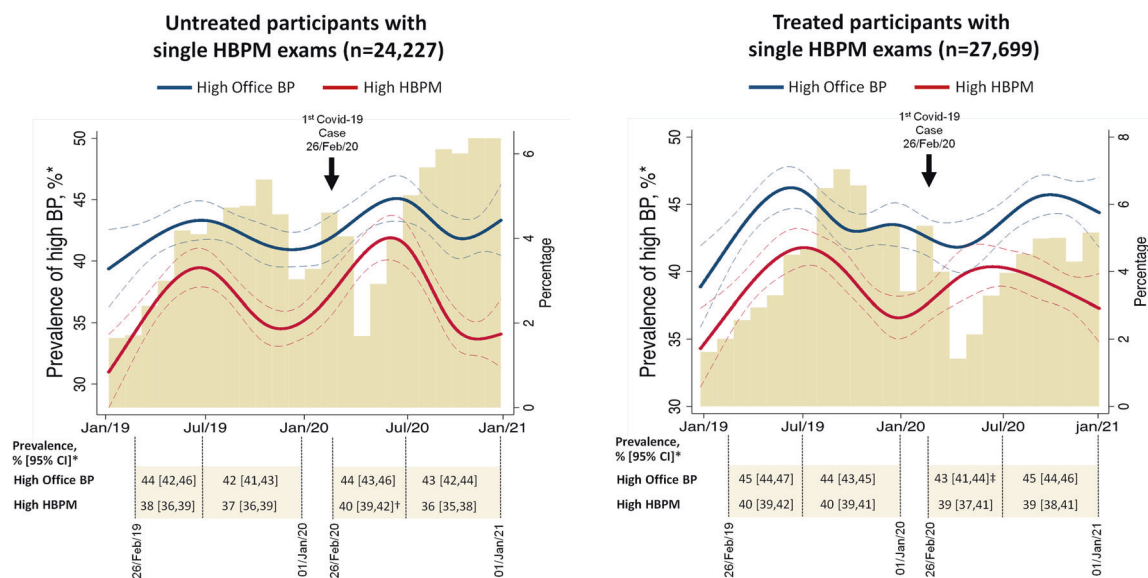 Untreated participants with
single HBPM exams (n=24,227)
High Office BP
High HBPM
1st Covid-19
Case
26/Feb/20
Prevalence of high BP, %*
50
45
40
35
30
Percentage
6
4
2
0
Jan/19
Jul/19
Jan/20
Jul/20
Jan/21
Prevalence,
% [95% CI]*
High Office BP
44 [42,46]
42 [41,43]
44 [43,46]
43 [42,44]
High HBPM
38 [36,39]
37 [36,39]
40 [39,42]†
36 [35,38]
26/Feb/19
01/Jan/20
26/Feb/20
01/Jan/21
Treated participants with
single HBPM exams (n=27,699)
High Office BP
High HBPM
1st Covid-19
Case
26/Feb/20
Prevalence of high BP, %*
50
45
40
35
30
Percentage
8
6
4
2
0
Jan/19
Jul/19
Jan/20
Jul/20
jan/21
Prevalence,
% [95% CI]*
High Office BP
45 [44,47]
44 [43,45]
43 [41,44]‡
45 [44,46]
High HBPM
40 [39,42]
40 [39,41]
39 [37,41]
39 [38,41]
26/Feb/19
01/Jan/20
26/Feb/20
01/Jan/21